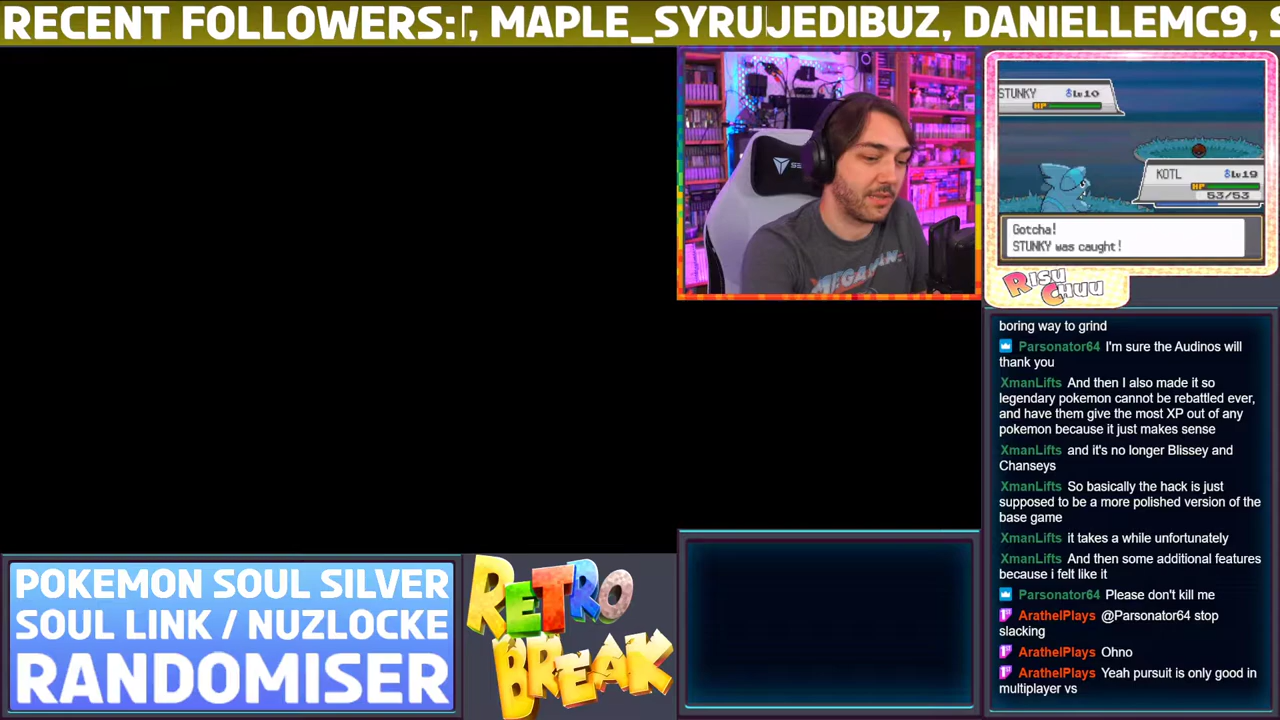 RECENT FOLLOWERS: MAPLE_SYRUJEDIBUZ, DANIELLEMC9, S
STUNKY ♂Lv10
HP
KOTL ♂Lv19
HP
53/53
Gotcha!
STUNKY was caught!
RISU
CHUU
boring way to grind
Parsonator64 I'm sure the Audinos will
thank you
XmanLifts And then I also made it so
legendary pokemon cannot be rebattled ever,
and have them give the most XP out of any
pokemon because it just makes sense
XmanLifts and it's no longer Blissey and
Chanseys
XmanLifts So basically the hack is just
supposed to be a more polished version of the
base game
XmanLifts it takes a while unfortunately
XmanLifts And then some additional features
because i felt like it
Parsonator64 Please don't kill me
ArathelPlays @Parsonator64 stop
slacking
ArathelPlays Ohno
ArathelPlays Yeah pursuit is only good in
multiplayer vs
POKEMON SOUL SILVER
SOUL LINK / NUZLOCKE
RANDOMISER
RETRO
BREAK